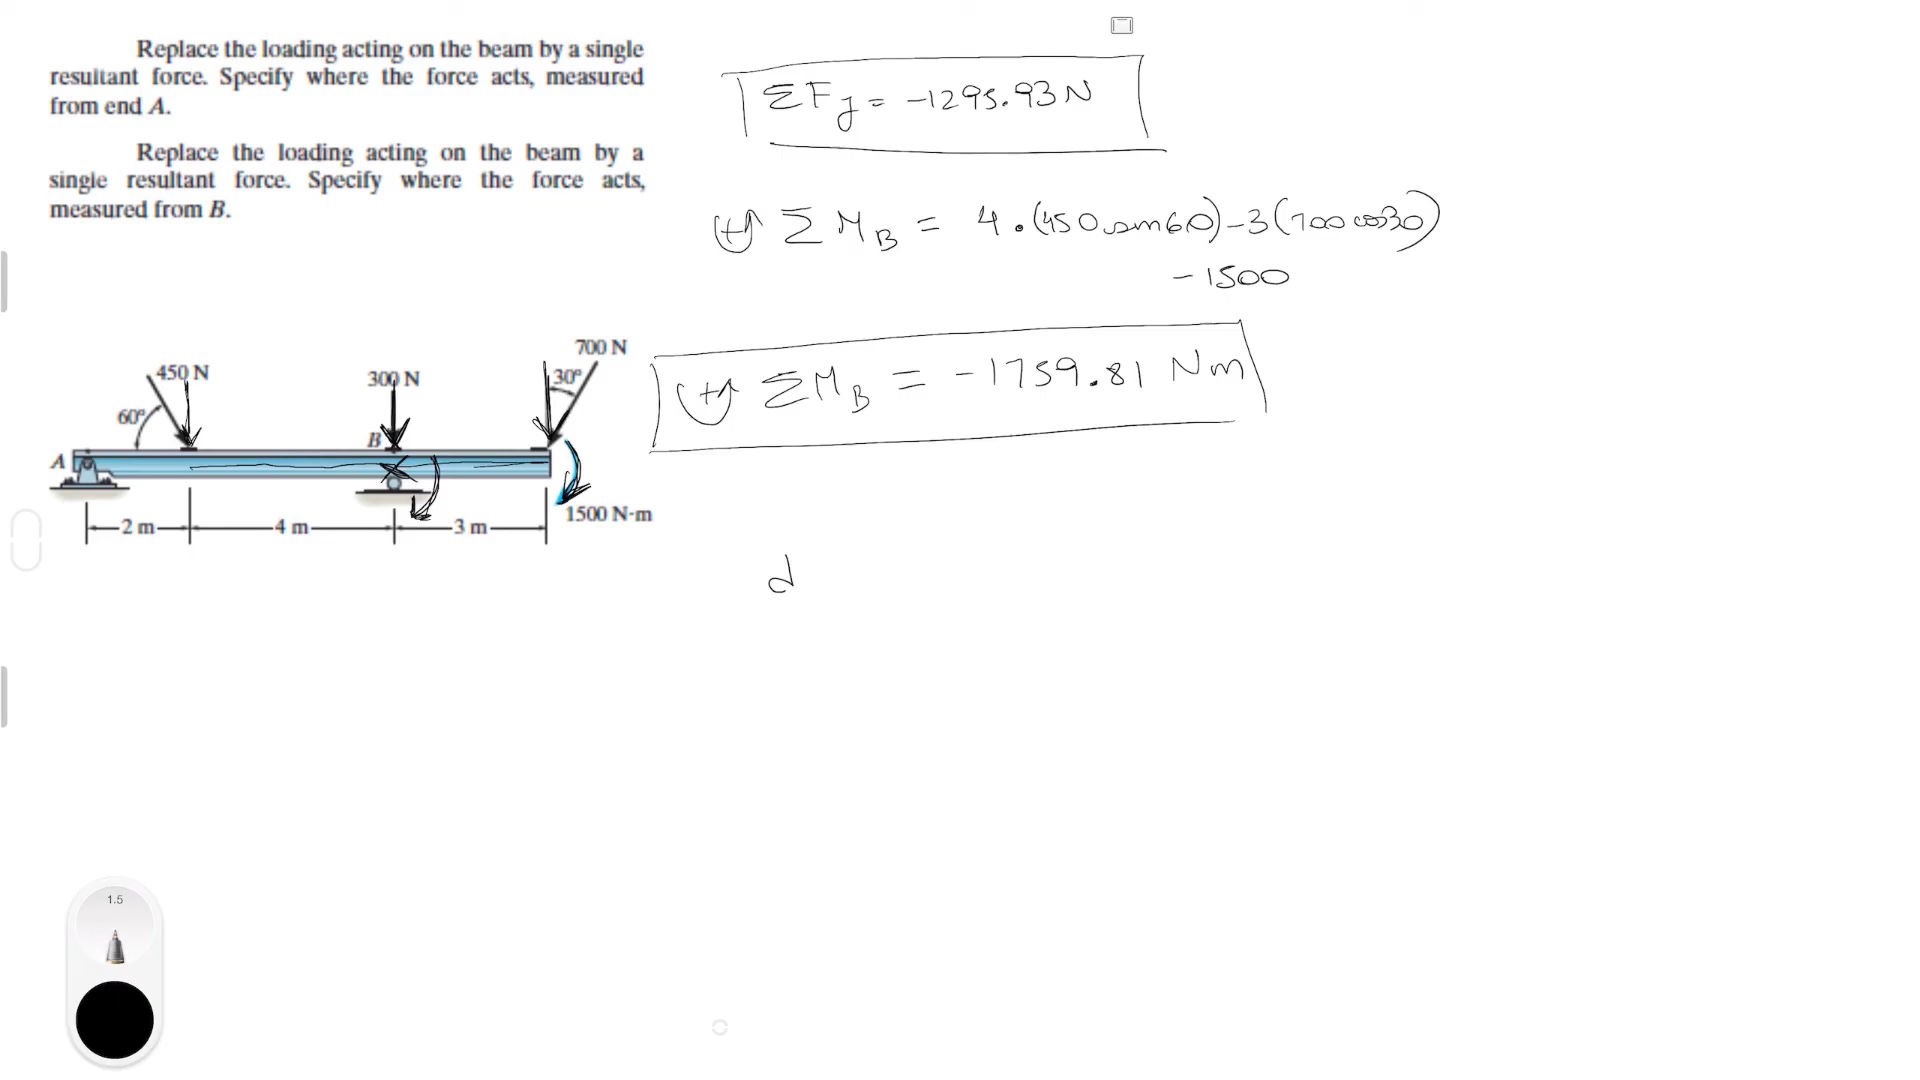 Replace the loading acting on the beam by a single
resultant force. Specify where the force acts, measured
from end A.
Replace the loading acting on the beam by a
single resultant force. Specify where the force acts,
measured from B.
ΣFy = -1295.93 N
↺+ ΣM_B = 4·(450 sin60) - 3(700 cos30)
- 1500
↺+ ΣM_B = -1759.81 Nm
d
700 N
450 N
300 N
30°
60°
B
A
1500 N·m
2 m
4 m
3 m
1.5